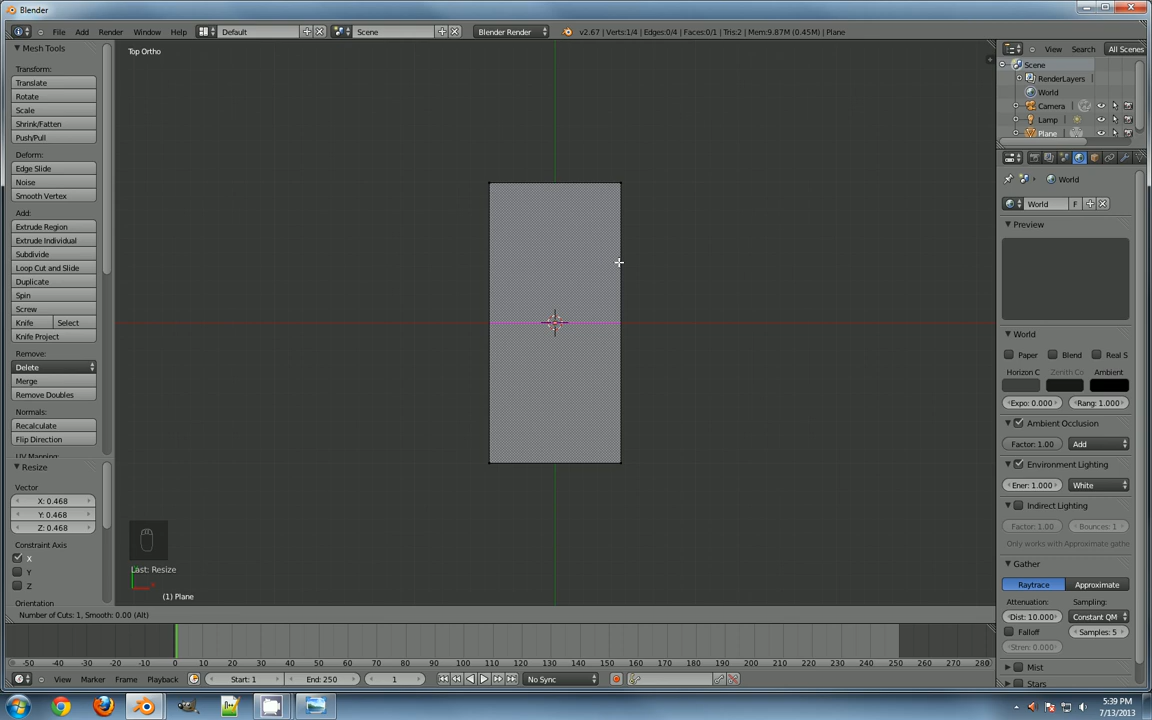 Blender
File Add Render Window Help Default Scene Blender Render v2.67 | Verts:1/4 | Edges:0/4 | Faces:0/1 | Tris:2 | Mem:9.87M (0.45M) | Plane View Search All Scenes
Mesh Tools
Transform:
Translate
Rotate
Scale
Shrink/Fatten
Push/Pull
Deform:
Edge Slide
Noise
Smooth Vertex
Add:
Extrude Region
Extrude Individual
Subdivide
Loop Cut and Slide
Duplicate
Spin
Screw
Knife Select
Knife Project
Remove:
Delete
Merge
Remove Doubles
Normals:
Recalculate
Flip Direction
UV Mapping:
Resize
Vector
X: 0.468
Y: 0.468
Z: 0.468
Constraint Axis
X
Y
Z
Orientation
Top Ortho
Last: Resize
(1) Plane
Number of Cuts: 1, Smooth: 0.00 (Alt)
Scene
RenderLayers
World
Camera
Lamp
Plane
World
World F
Preview
World
Paper Blend Real S
Horizon C Zenith Co Ambient
Expo: 0.000 Rang: 1.000
Ambient Occlusion
Factor: 1.00 Add
Environment Lighting
Ener: 1.000 White
Indirect Lighting
Factor: 1.00 Bounces: 1
Only works with Approximate gathe
Gather
Raytrace Approximate
Attenuation: Sampling:
Dist: 10.000 Constant QM
Falloff Samples: 5
Stren: 0.000
Mist
Stars
-50 -40 -30 -20 -10 0 10 20 30 40 50 60 70 80 90 100 110 120 130 140 150 160 170 180 190 200 210 220 230 240 250 260 270 280
View Marker Frame Playback Start: 1 End: 250 1 No Sync
5:39 PM
7/13/2013